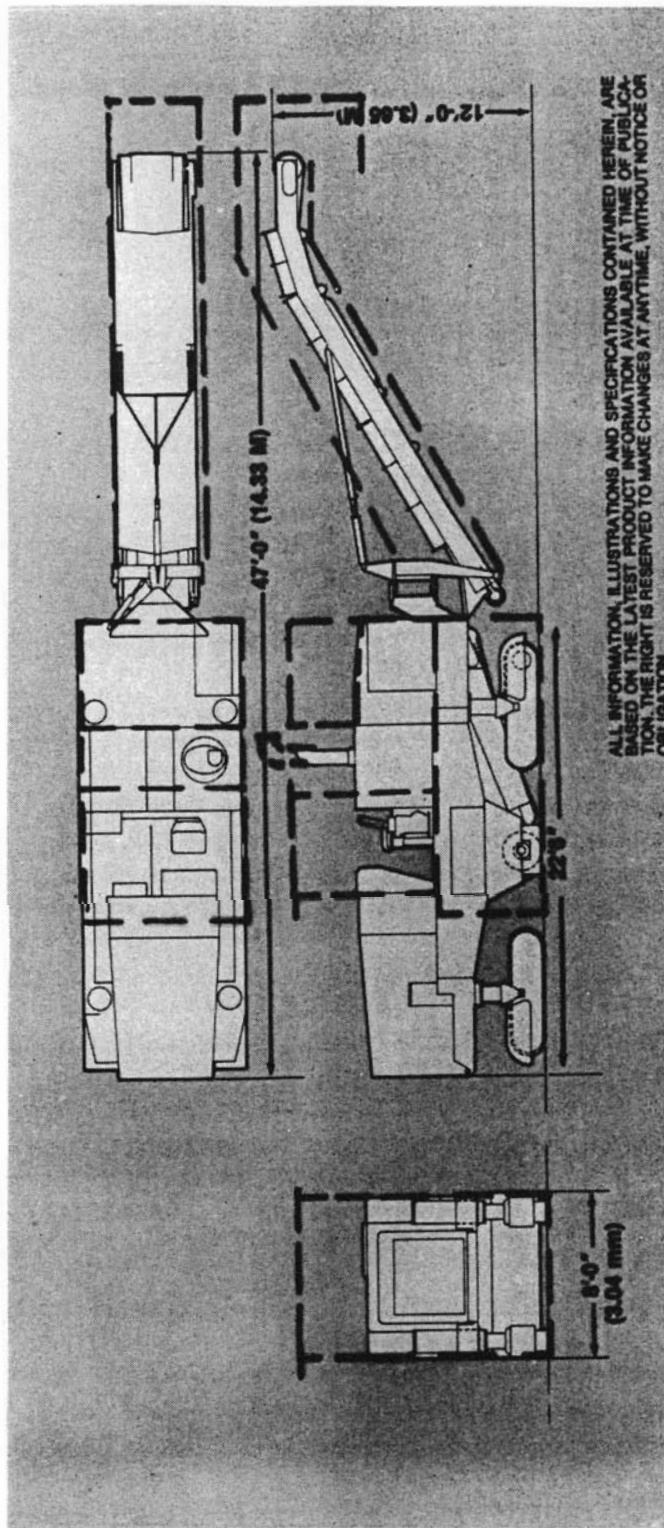 47'-0" (14.33 M)
12'-0" (3.65 M)
22'6"
8'-0"
(3.04 mm)
ALL INFORMATION, ILLUSTRATIONS AND SPECIFICATIONS CONTAINED HEREIN, ARE
BASED ON THE LATEST PRODUCT INFORMATION AVAILABLE AT TIME OF PUBLICA-
TION. THE RIGHT IS RESERVED TO MAKE CHANGES AT ANYTIME, WITHOUT NOTICE OR